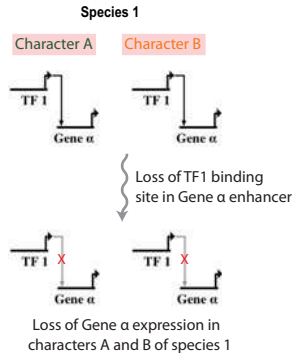 Species 1
Character A
Character B
TF 1
TF 1
Gene α
Gene α
Loss of TF1 binding
site in Gene α enhancer
TF 1
X
TF 1
X
Gene α
Gene α
Loss of Gene α expression in
characters A and B of species 1